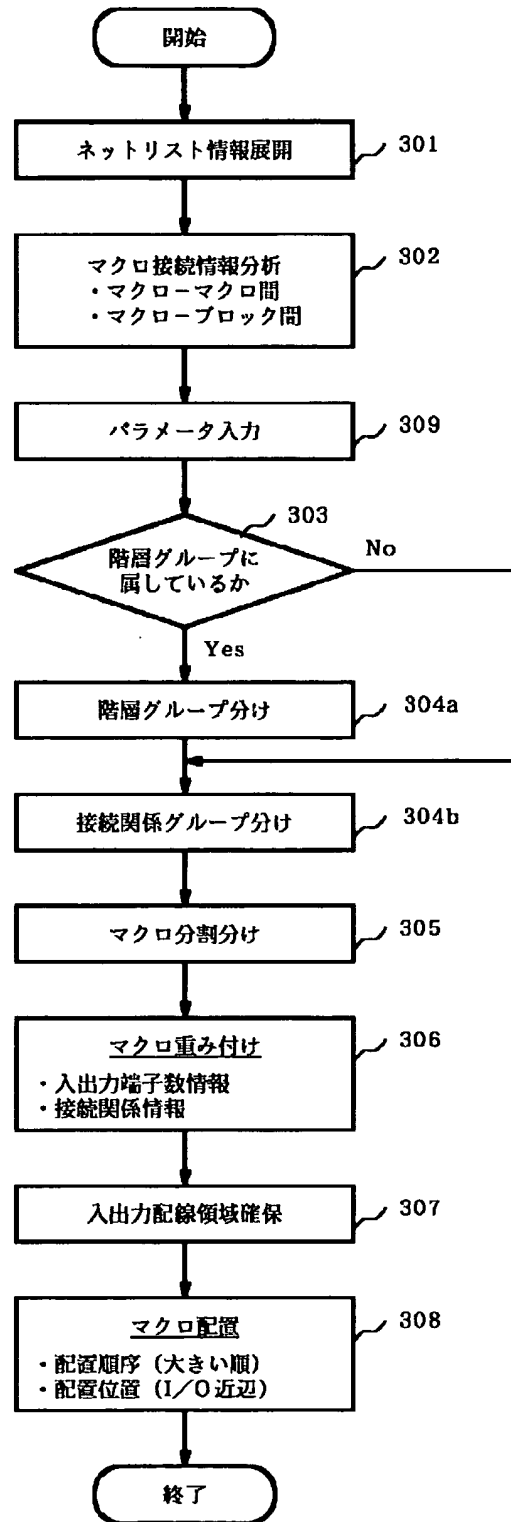 開始
ネットリスト情報展開
301
マクロ接続情報分析
・マクロ－マクロ間
・マクロ－ブロック間
302
パラメータ入力
309
303
階層グループに
属しているか
No
Yes
階層グループ分け
304a
接続関係グループ分け
304b
マクロ分割分け
305
マクロ重み付け
・入出力端子数情報
・接続関係情報
306
入出力配線領域確保
307
マクロ配置
・配置順序（大きい順）
・配置位置（I／O近辺）
308
終了